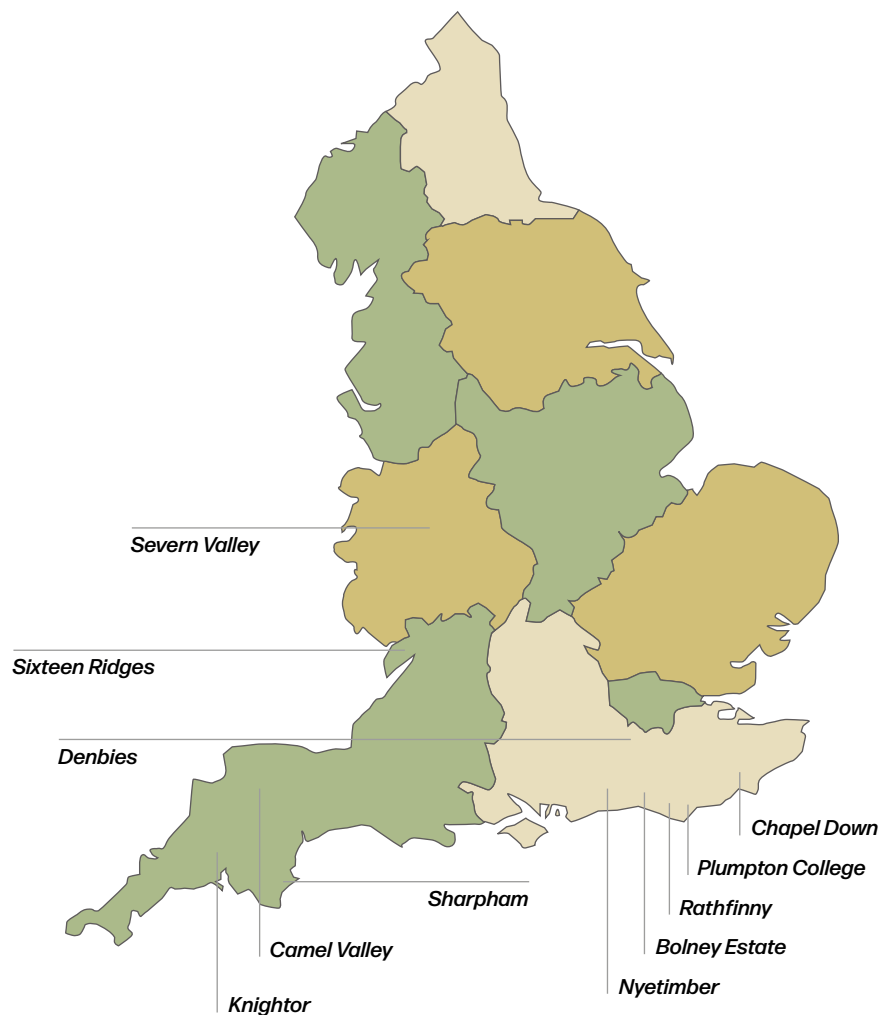 Severn Valley
Sixteen Ridges
Denbies
Chapel Down
Plumpton College
Sharpham
Rathfinny
Bolney Estate
Camel Valley
Nyetimber
Knightor